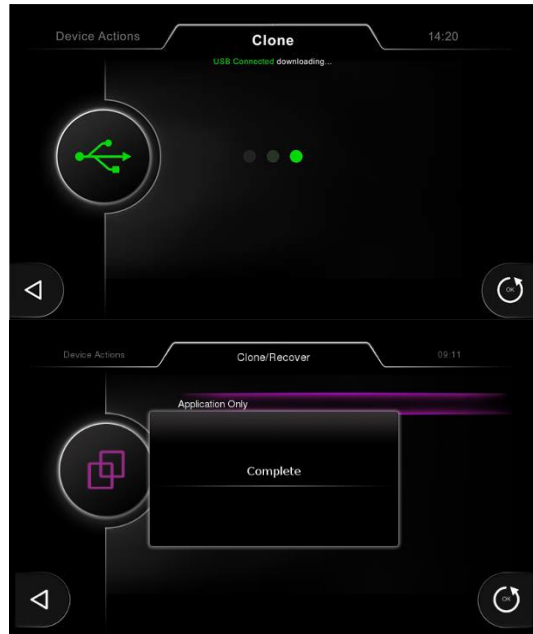 Device Actions
Clone
14:20
USB Connected downloading...
OK
Device Actions
Clone/Recover
09:11
Application Only
Complete
OK